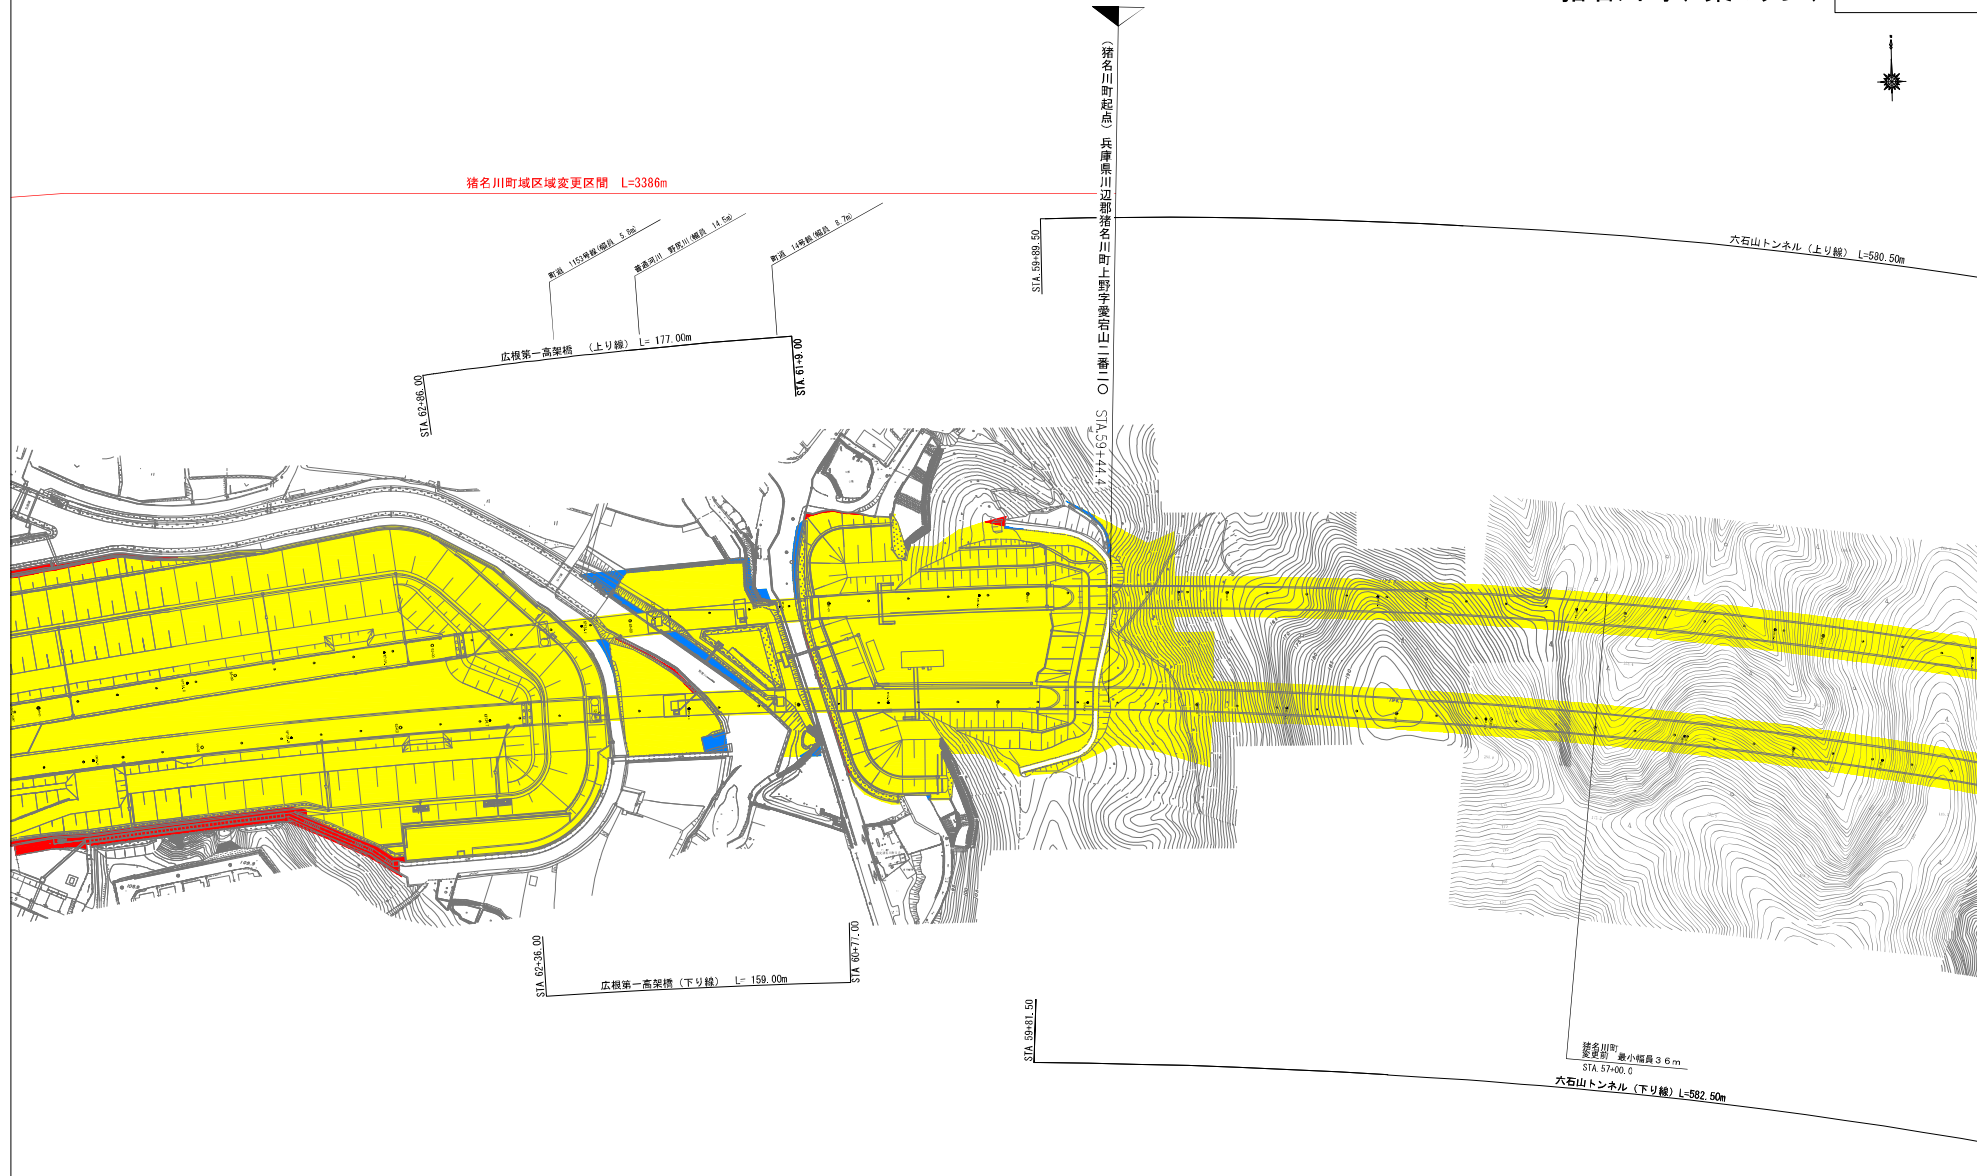 （猪名川町起点）兵庫県川辺郡猪名川町上野字愛宕山二番二〇 STA.59+44.4
猪名川町域区域変更区間 L=3386m
町道 1153号線(幅員 5.8m)
普通河川 野尻川(幅員 14.5m)
町道 14号線(幅員 8.7m)
STA.59+89.50
六石山トンネル（上り線） L=580.50m
広根第一高架橋 （上り線） L= 177.00m
STA.62+86.00
STA.61+9.00
STA 62+36.00
広根第一高架橋（下り線） L= 159.00m
STA 60+77.00
STA 59+81.50
猪名川町
変更前 最小幅員３６ｍ
STA.57+00.0
六石山トンネル（下り線）L=582.50m